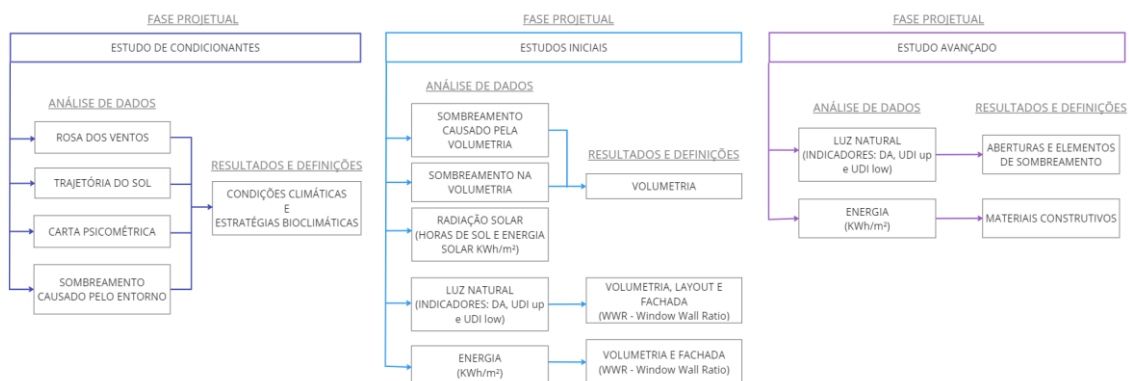 FASE PROJETUAL
ESTUDO DE CONDICIONANTES
ANÁLISE DE DADOS
ROSA DOS VENTOS
TRAJETÓRIA DO SOL
CARTA PSICOMÉTRICA
SOMBREAMENTO
CAUSADO PELO ENTORNO
RESULTADOS E DEFINIÇÕES
CONDIÇÕES CLIMÁTICAS
E
ESTRATÉGIAS BIOCLIMÁTICAS
FASE PROJETUAL
ESTUDOS INICIAIS
ANÁLISE DE DADOS
SOMBREAMENTO
CAUSADO PELA
VOLUMETRIA
SOMBREAMENTO NA
VOLUMETRIA
RADIAÇÃO SOLAR
(HORAS DE SOL E ENERGIA
SOLAR KWh/m²)
RESULTADOS E DEFINIÇÕES
VOLUMETRIA
LUZ NATURAL
(INDICADORES: DA, UDI up
e UDI low)
VOLUMETRIA, LAYOUT E
FACHADA
(WWR - Window Wall Ratio)
ENERGIA
(KWh/m²)
VOLUMETRIA E FACHADA
(WWR - Window Wall Ratio)
FASE PROJETUAL
ESTUDO AVANÇADO
ANÁLISE DE DADOS
RESULTADOS E DEFINIÇÕES
LUZ NATURAL
(INDICADORES: DA, UDI up
e UDI low)
ABERTURAS E ELEMENTOS
DE SOMBREAMENTO
ENERGIA
(KWh/m²)
MATERIAIS CONSTRUTIVOS